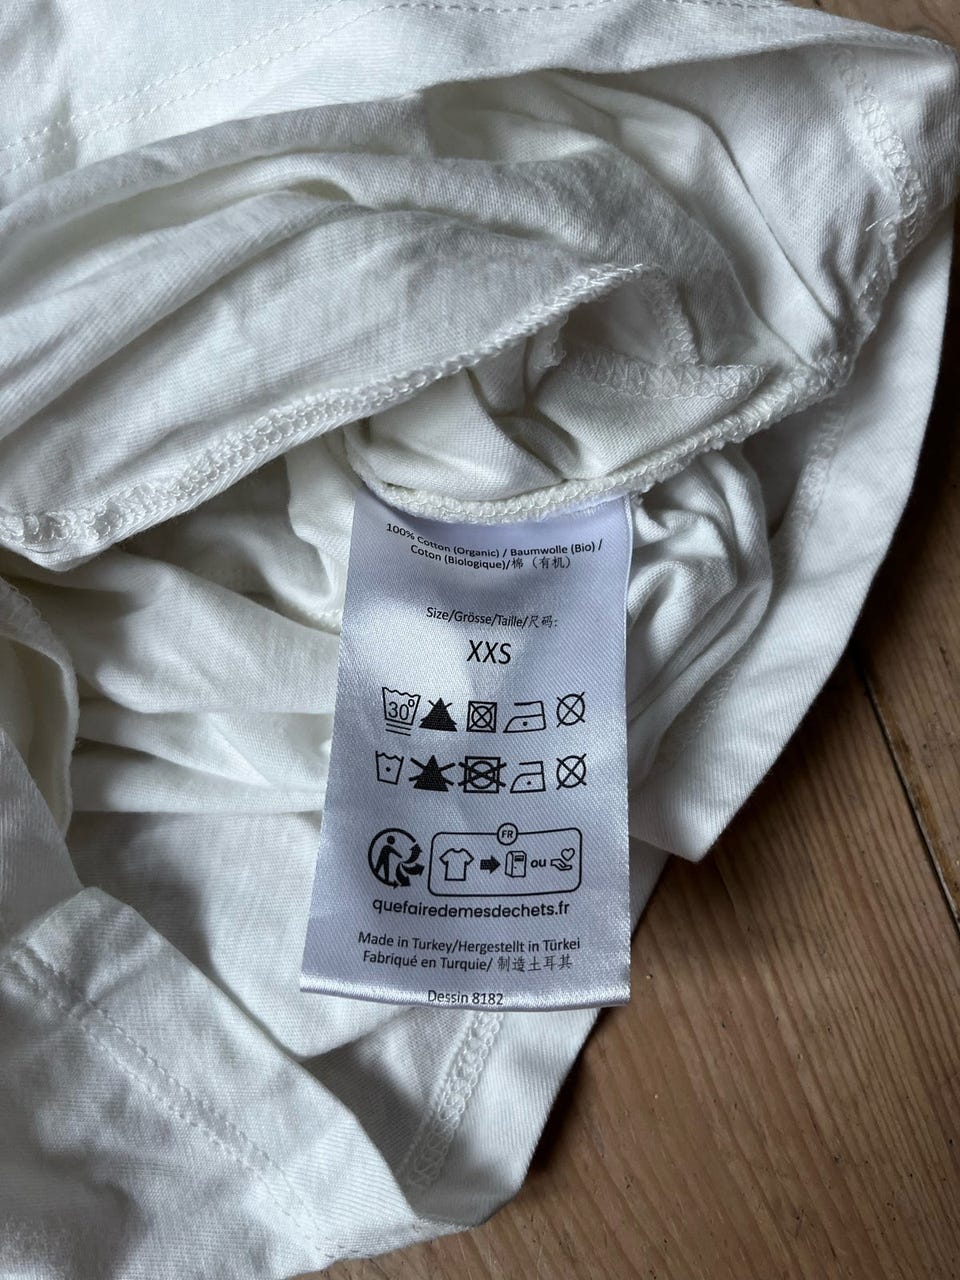 100% Cotton (Organic) / Baumwolle (Bio) /
Coton (Biologique)/棉（有机）
Size/Grösse/Taille/尺码:
XXS
30°
FR
ou
quefairedemesdechets.fr
Made in Turkey/Hergestellt in Türkei
Fabriqué en Turquie/ 制造土耳其
Dessin 8182